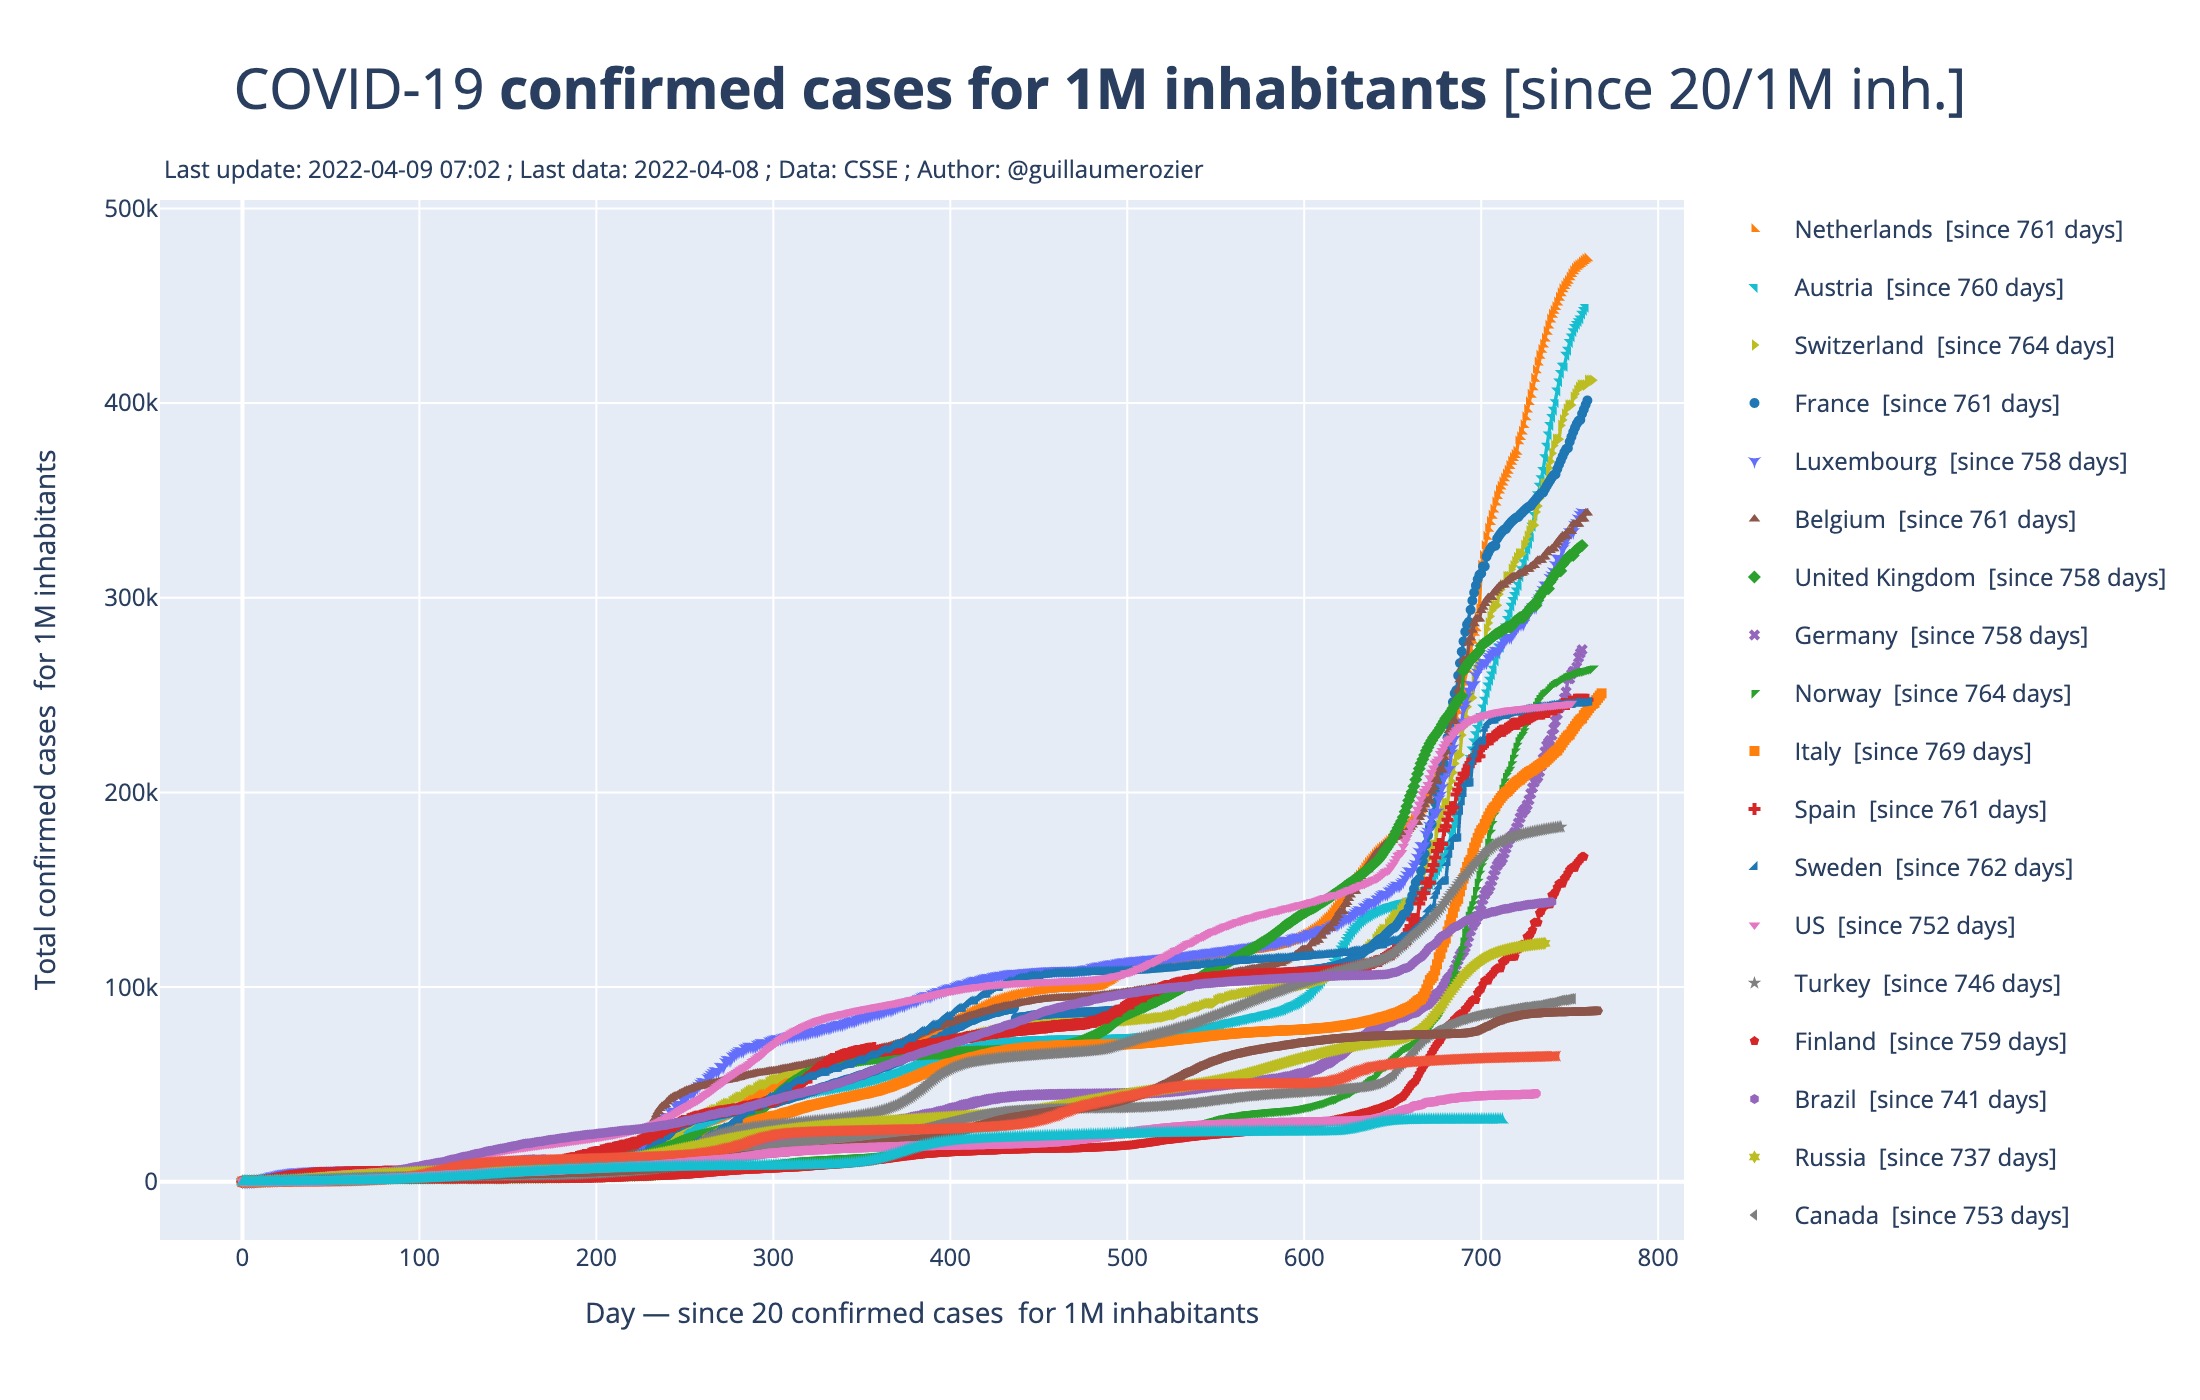 COVID-19 confirmed cases for 1M inhabitants [since 20/1M inh.]
Last update: 2022-04-09 07:02 ; Last data: 2022-04-08 ; Data: CSSE ; Author: @guillaumerozier
500k
400k
300k
200k
100k
0
Total confirmed cases for 1M inhabitants
0 100 200 300 400 500 600 700 800
Day — since 20 confirmed cases for 1M inhabitants
Netherlands [since 761 days]
Austria [since 760 days]
Switzerland [since 764 days]
France [since 761 days]
Luxembourg [since 758 days]
Belgium [since 761 days]
United Kingdom [since 758 days]
Germany [since 758 days]
Norway [since 764 days]
Italy [since 769 days]
Spain [since 761 days]
Sweden [since 762 days]
US [since 752 days]
Turkey [since 746 days]
Finland [since 759 days]
Brazil [since 741 days]
Russia [since 737 days]
Canada [since 753 days]